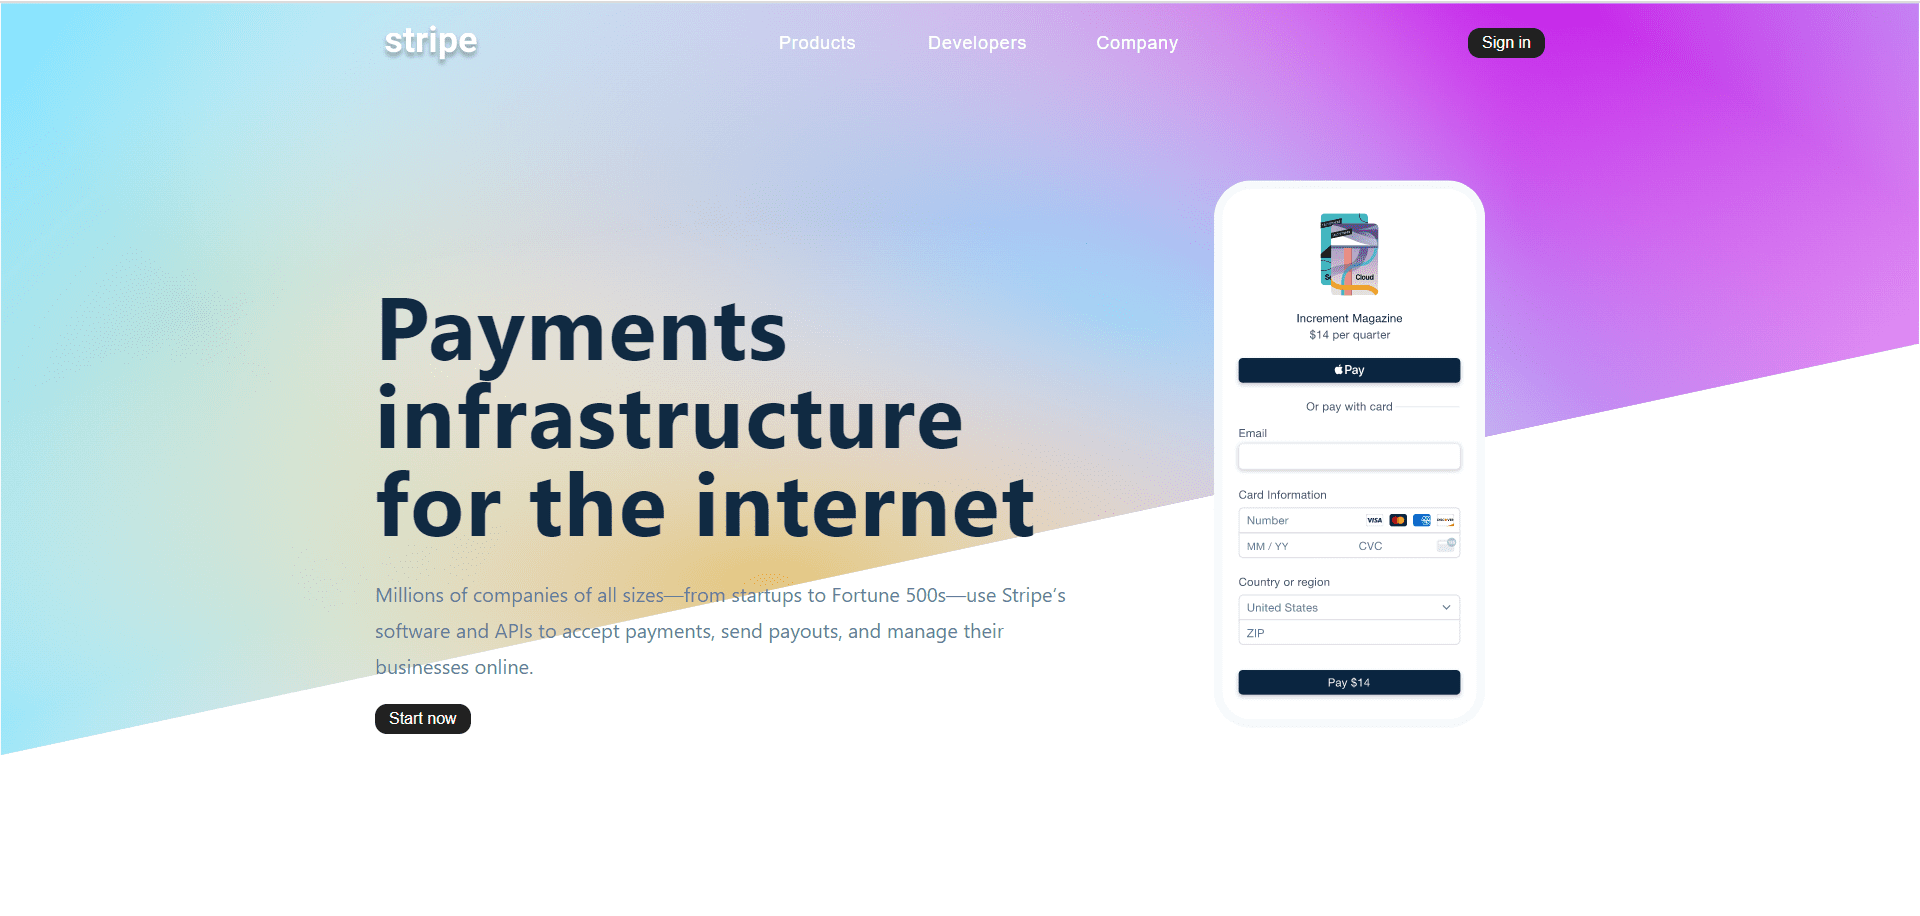 stripe
Products
Developers
Company
Sign in
Payments
infrastructure
for the internet
Millions of companies of all sizes—from startups to Fortune 500s—use Stripe’s
software and APIs to accept payments, send payouts, and manage their
businesses online.
Start now
Cloud
Increment Magazine
$14 per quarter
Pay
Or pay with card
Email
Card Information
Number
VISA
DISCOVER
MM / YY
CVC
Country or region
United States
ZIP
Pay $14